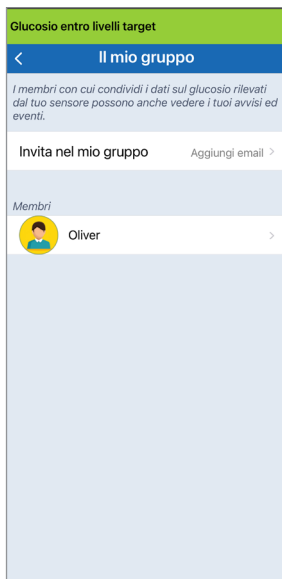 Glucosio entro livelli target
Il mio gruppo
I membri con cui condividi i dati sul glucosio rilevati
dal tuo sensore possono anche vedere i tuoi avvisi ed
eventi.
Invita nel mio gruppo Aggiungi email
Membri
Oliver